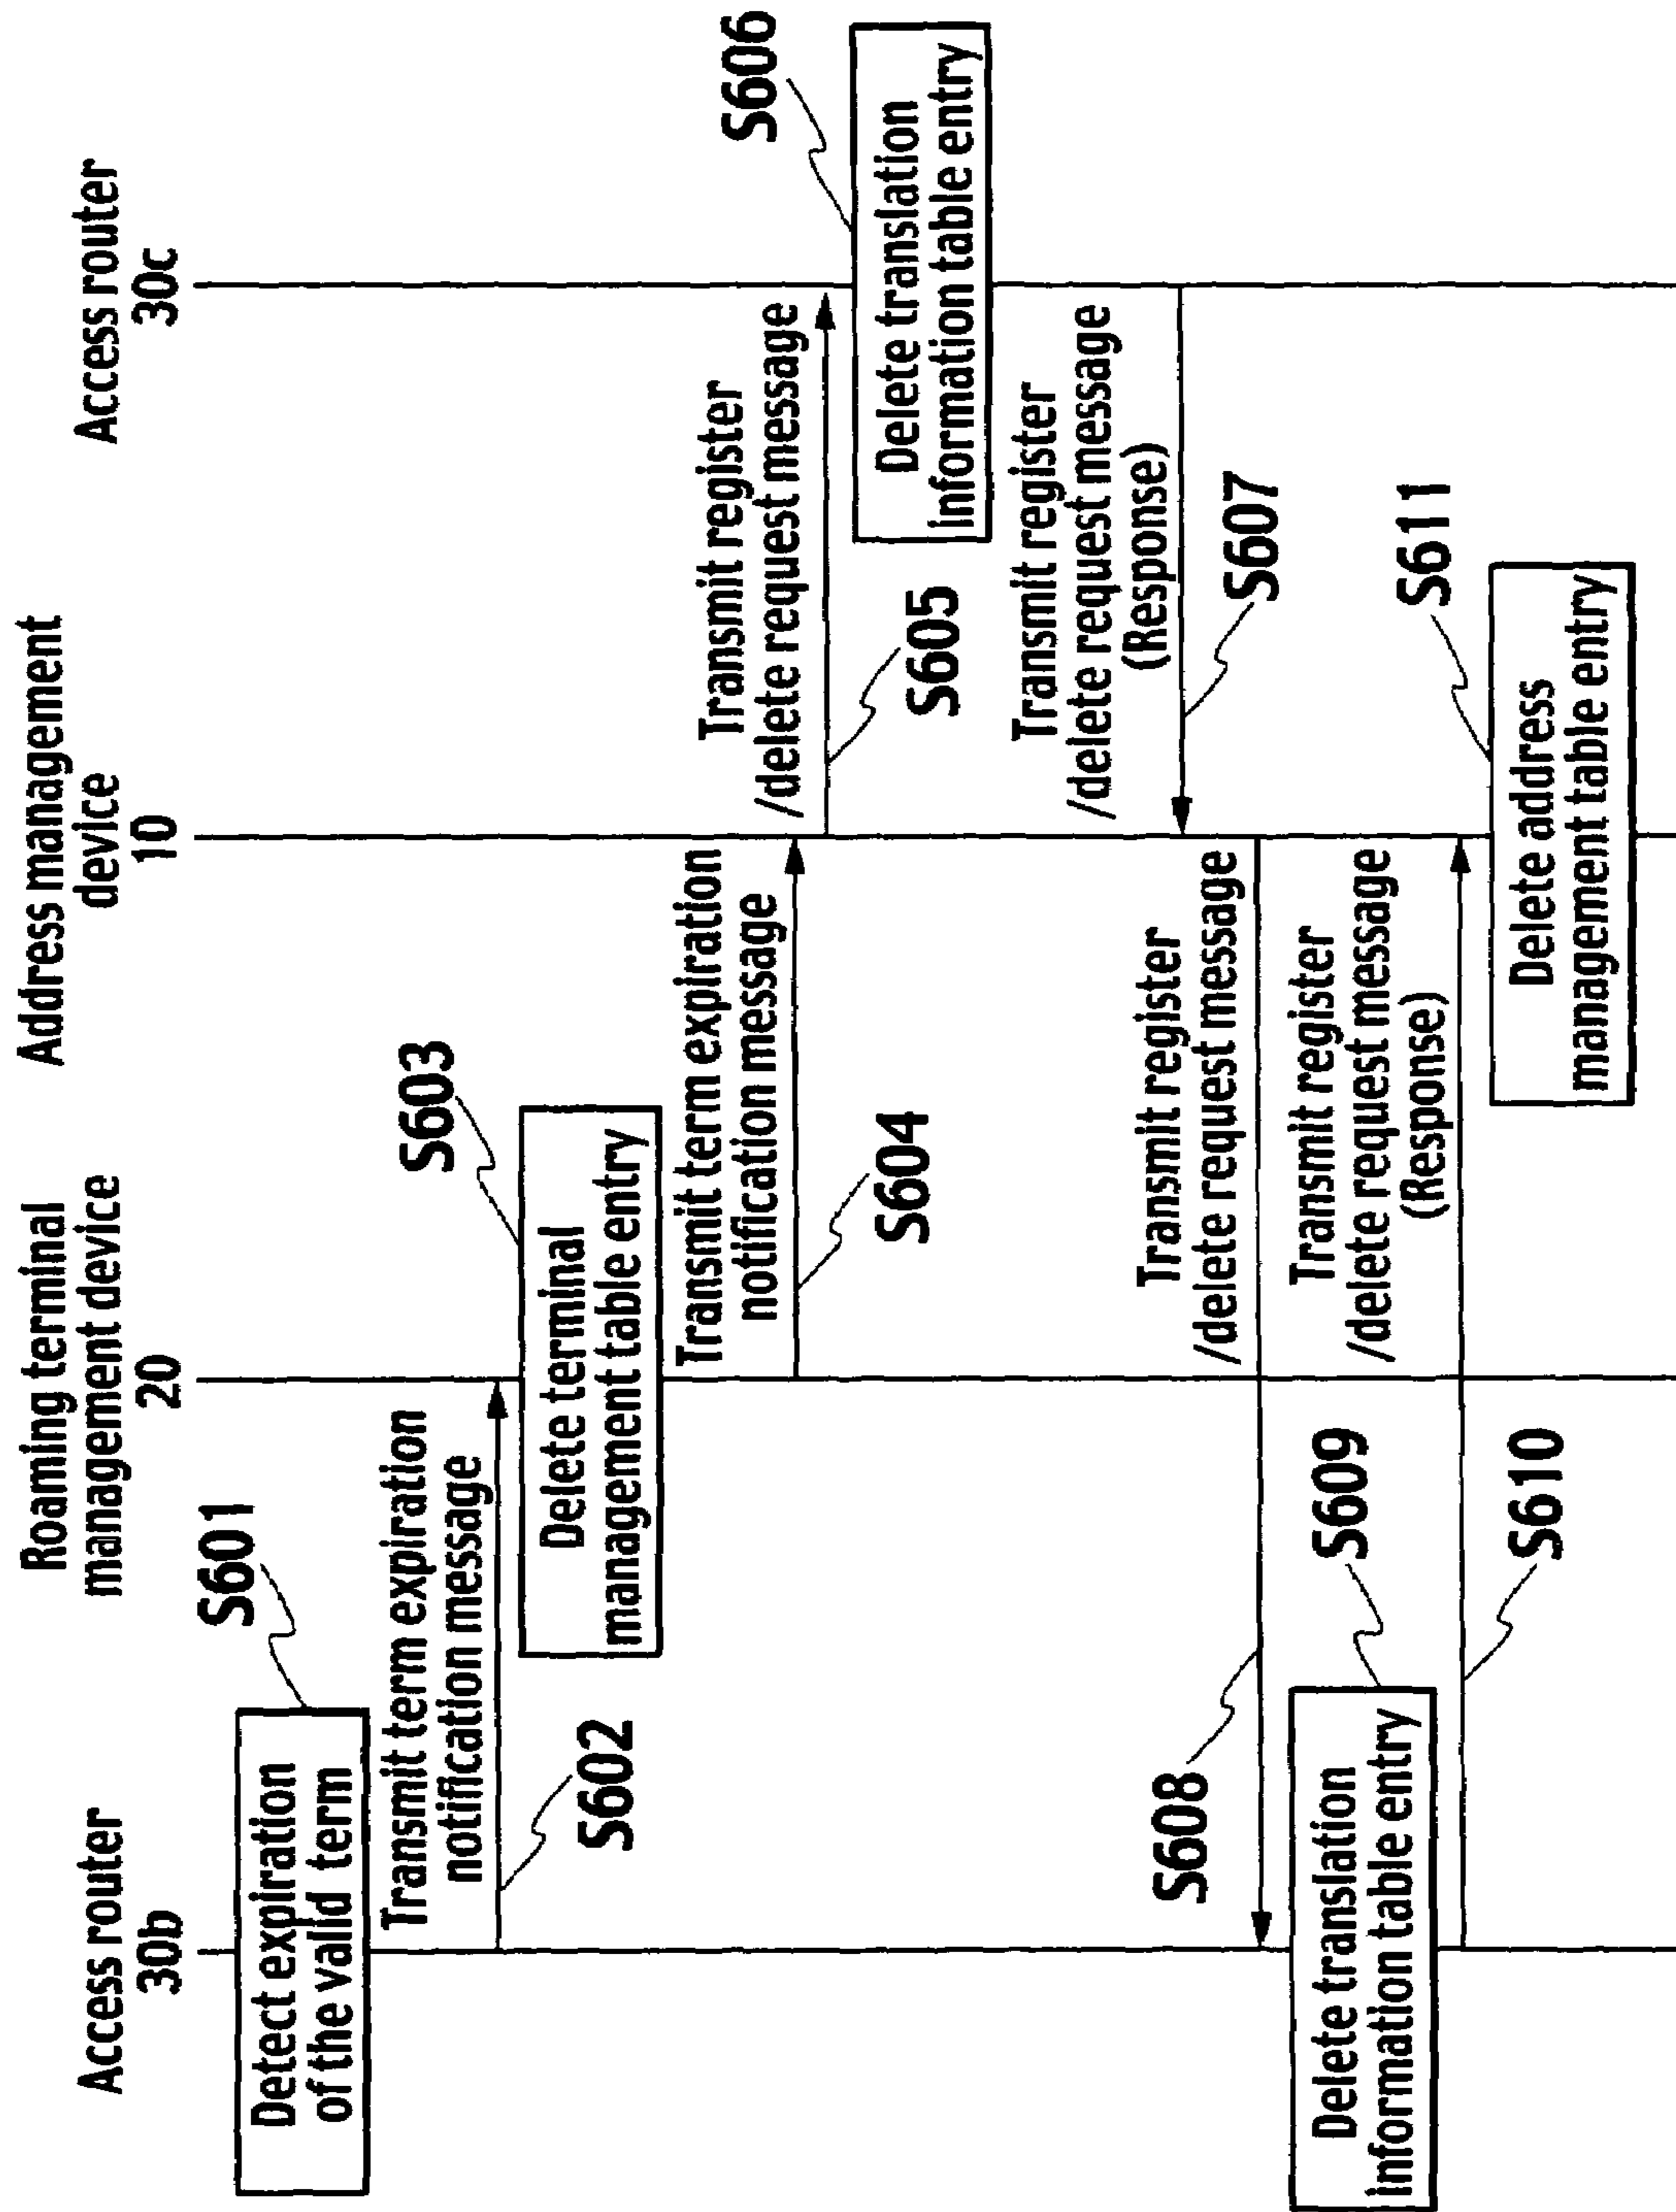 Access router
30b
Roaming terminal
management device
20
Address management
device
10
Access router
30c
S601
Detect expiration
of the valid term
Transmit term expiration
notification message
S602
S603
Delete terminal
management table entry
Transmit term expiration
notification message
S604
Transmit register
/delete request message
S605
S606
Delete translation
information table entry
Transmit register
/delete request message
(Response)
S607
Transmit register
/delete request message
S608
S609
Delete translation
information table entry
Transmit register
/delete request message
(Response)
S610
S611
Delete address
management table entry